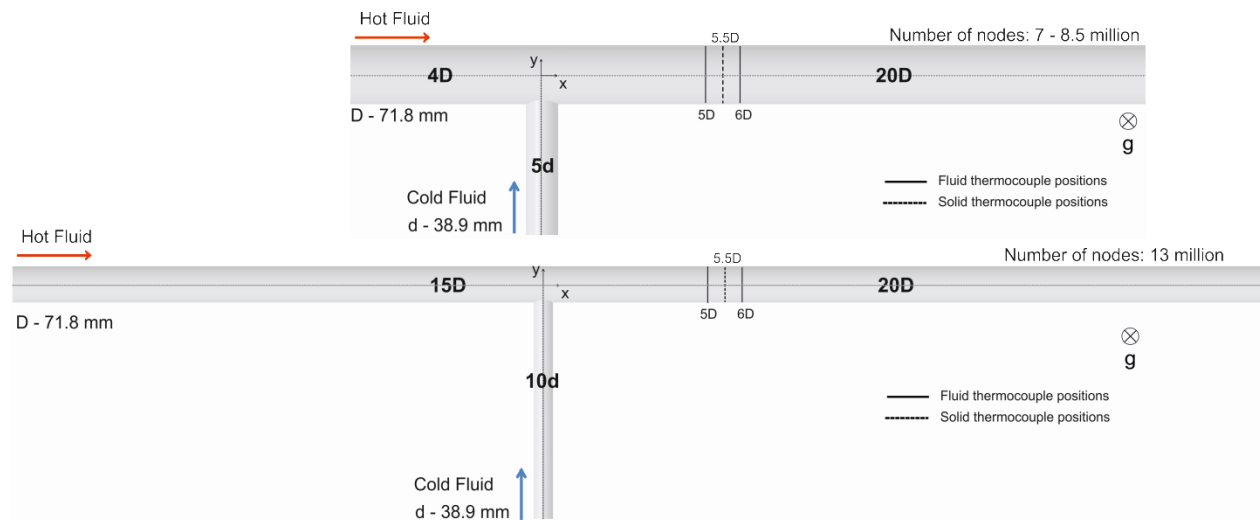 Hot Fluid
5.5D
Number of nodes: 7 - 8.5 million
y
4D
20D
x
D - 71.8 mm
5D
6D
g
5d
Fluid thermocouple positions
Cold Fluid
Solid thermocouple positions
d - 38.9 mm
Hot Fluid
5.5D
Number of nodes: 13 million
y
15D
20D
x
D - 71.8 mm
5D
6D
g
10d
Fluid thermocouple positions
Solid thermocouple positions
Cold Fluid
d - 38.9 mm